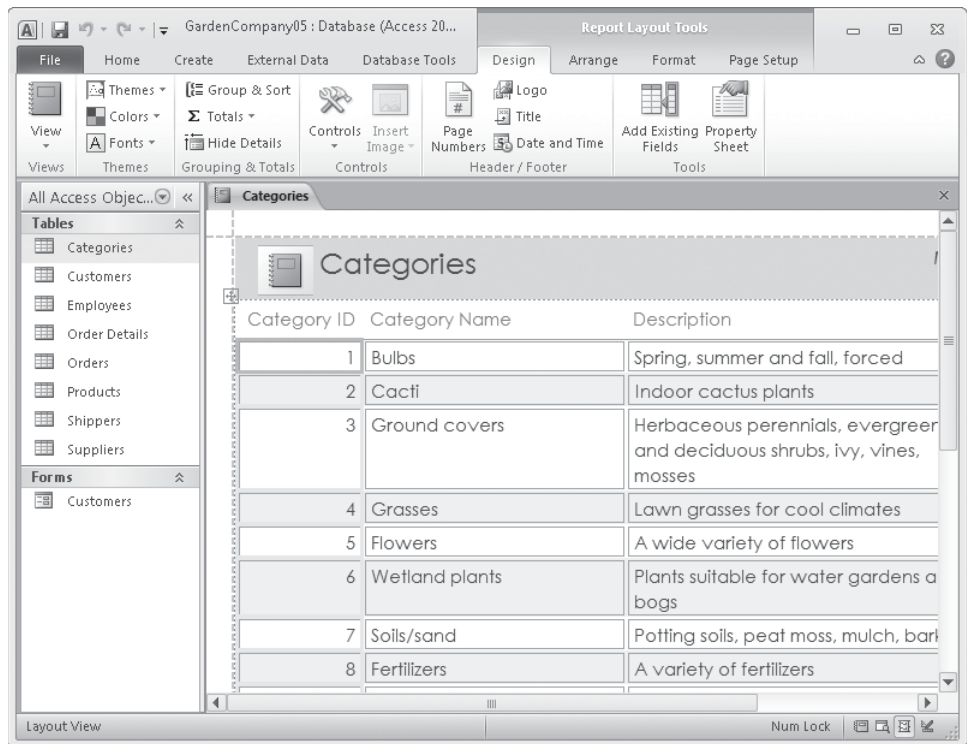 GardenCompany05 : Database (Access 20...
Report Layout Tools
File Home Create External Data Database Tools Design Arrange Format Page Setup
View
Themes
Colors
Fonts
Group & Sort
Totals
Hide Details
Controls
Insert Image
Page Numbers
Logo
Title
Date and Time
Add Existing Fields
Property Sheet
Views Themes Grouping & Totals Controls Header / Footer Tools
All Access Objec...
Categories
Tables
Categories
Customers
Employees
Order Details
Orders
Products
Shippers
Suppliers
Forms
Customers
Categories
Category ID Category Name Description
1 Bulbs Spring, summer and fall, forced
2 Cacti Indoor cactus plants
3 Ground covers Herbaceous perennials, evergreen
and deciduous shrubs, ivy, vines,
mosses
4 Grasses Lawn grasses for cool climates
5 Flowers A wide variety of flowers
6 Wetland plants Plants suitable for water gardens a
bogs
7 Soils/sand Potting soils, peat moss, mulch, bark
8 Fertilizers A variety of fertilizers
Layout View Num Lock